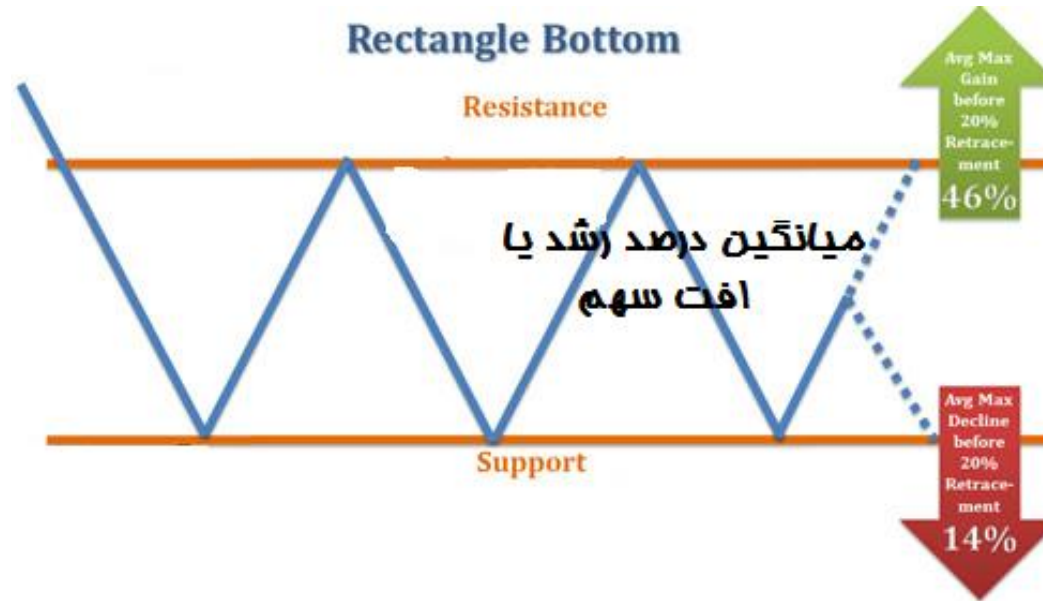 Rectangle Bottom
Resistance
Avg Max
Gain
before
20%
Retrace-
ment
46%
میانگین درصد رشد یا
افت سهم
Support
Avg Max
Decline
before
20%
Retrace-
ment
14%